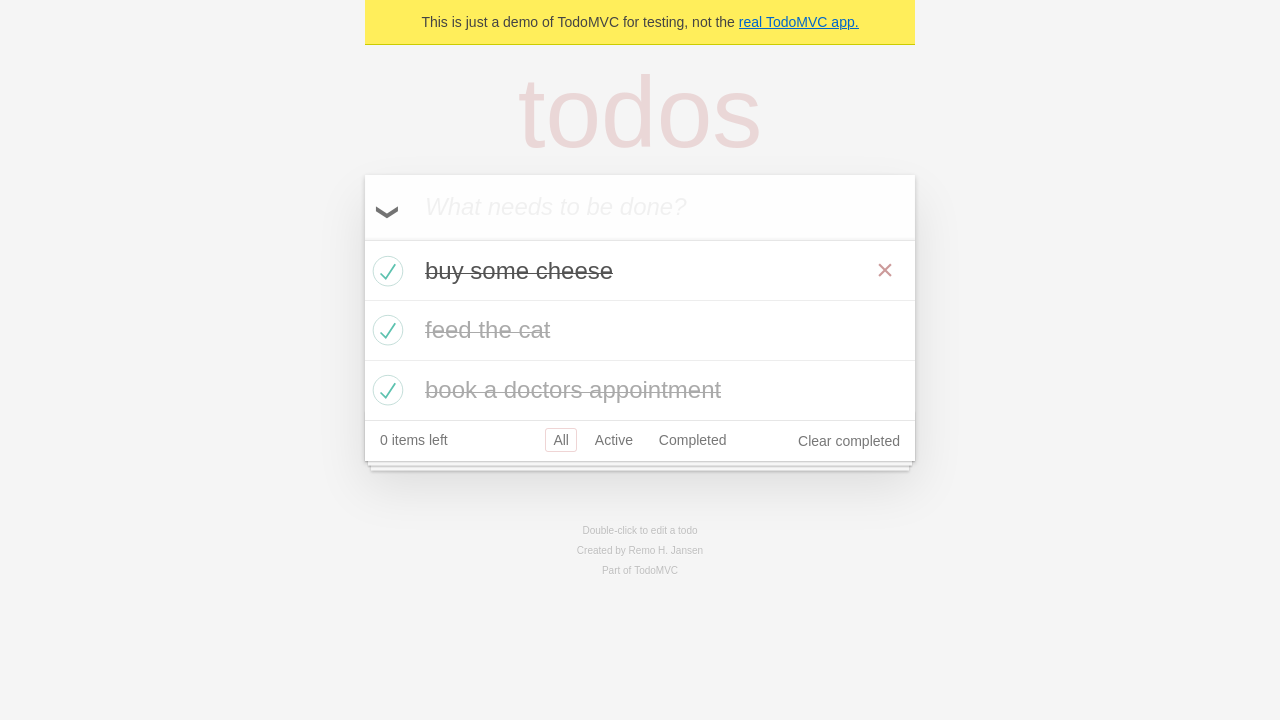 This is just a demo of TodoMVC for testing, not the real TodoMVC app.
todos
What needs to be done?
buy some cheese
feed the cat
book a doctors appointment
0 items left All Active Completed Clear completed
Double-click to edit a todo
Created by Remo H. Jansen
Part of TodoMVC